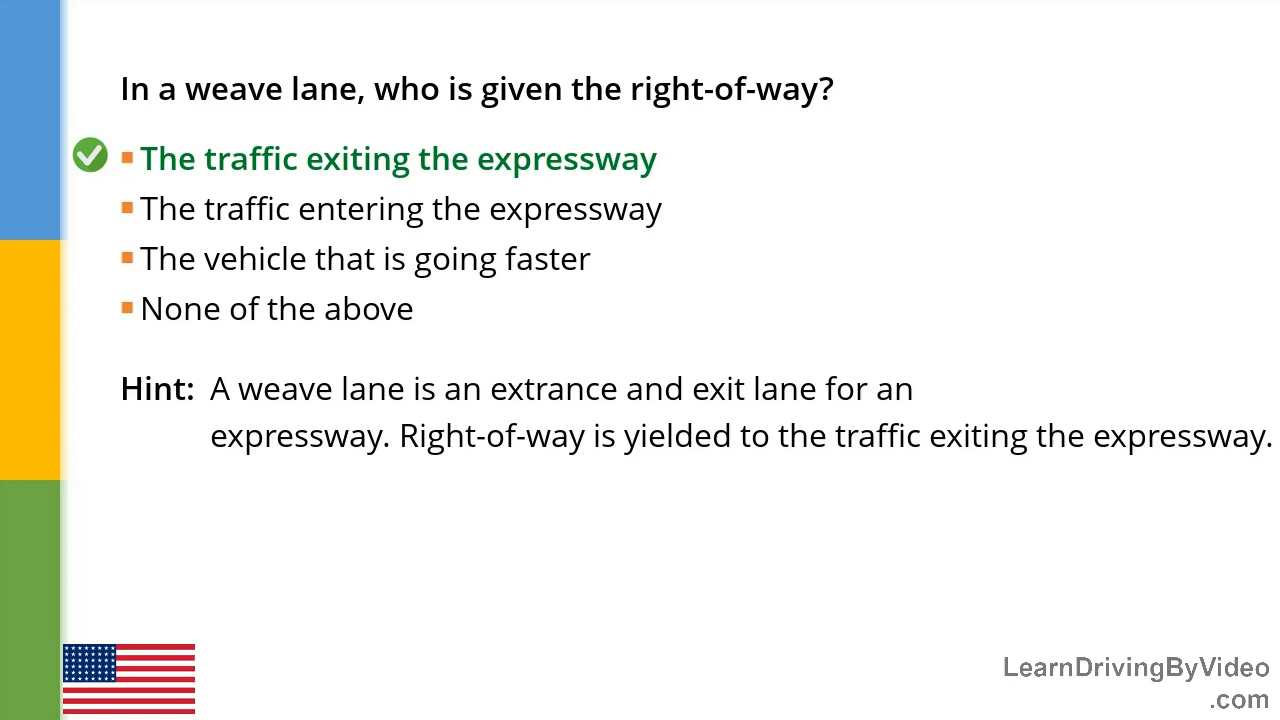 In a weave lane, who is given the right-of-way?
The traffic exiting the expressway
The traffic entering the expressway
The vehicle that is going faster
None of the above
Hint: A weave lane is an extrance and exit lane for an
expressway. Right-of-way is yielded to the traffic exiting the expressway.
LearnDrivingByVideo
.com